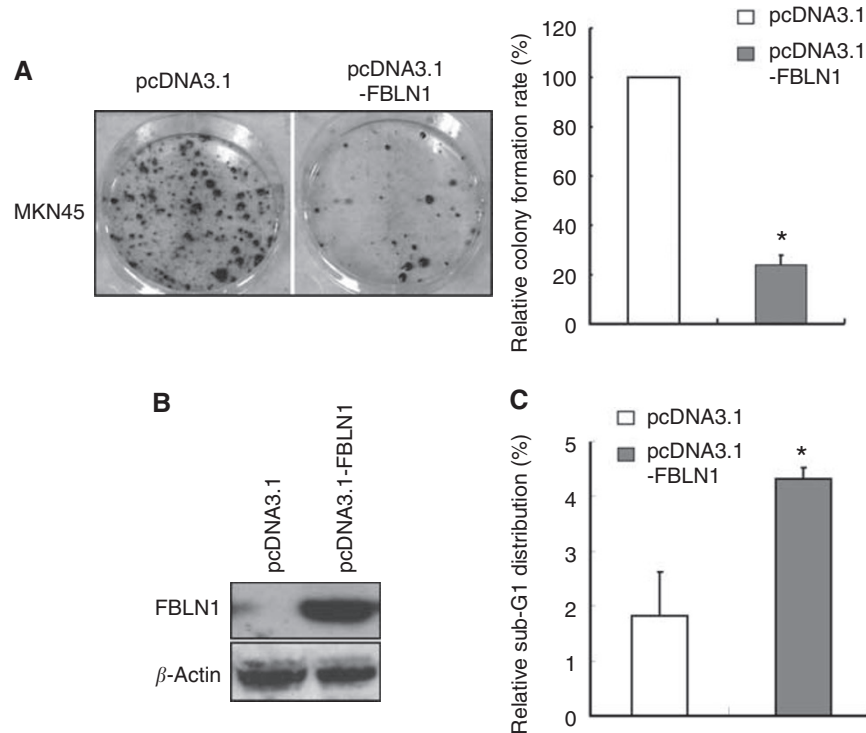 A
pcDNA3.1
pcDNA3.1
-FBLN1
MKN45
Relative colony formation rate (%)
120
100
80
60
40
20
0
pcDNA3.1
pcDNA3.1
-FBLN1
*
B
pcDNA3.1
pcDNA3.1-FBLN1
FBLN1
β-Actin
C
pcDNA3.1
pcDNA3.1
-FBLN1
Relative sub-G1 distribution (%)
5
4
3
2
1
0
*